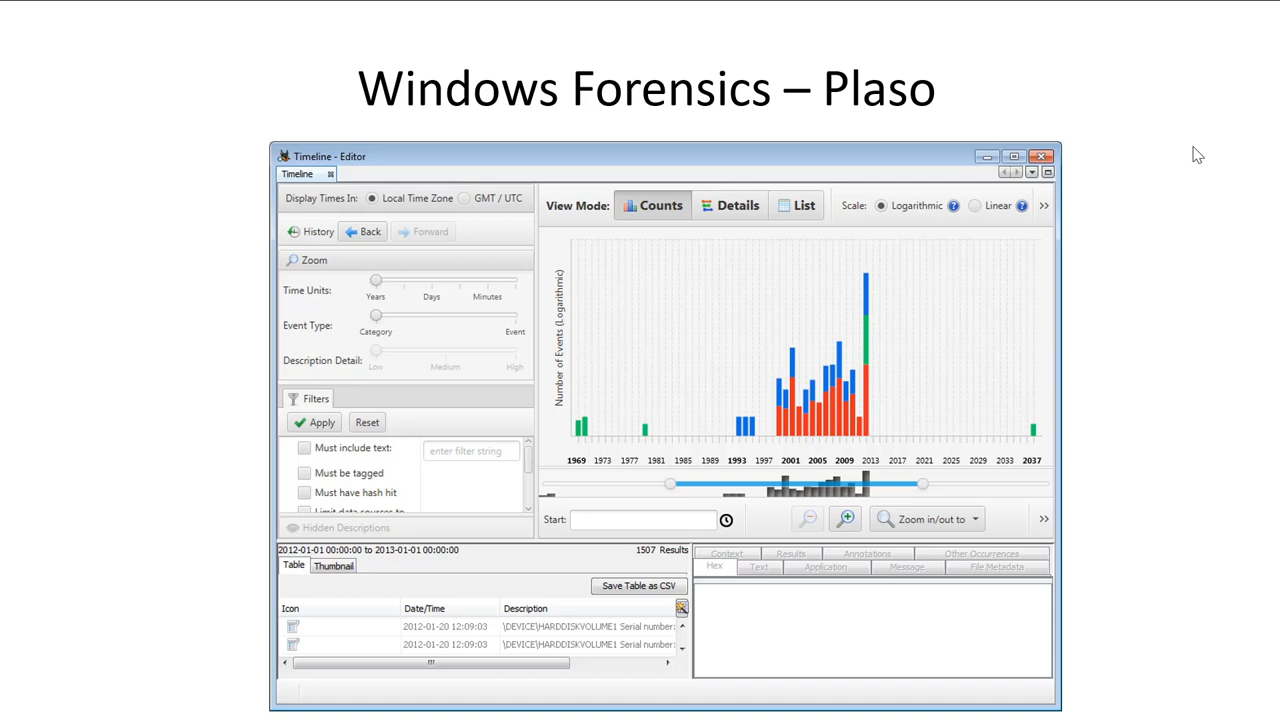 Windows Forensics – Plaso
Timeline - Editor
Timeline
Display Times In: Local Time Zone GMT / UTC
History Back Forward
Zoom
Time Units:
Years Days Minutes
Event Type:
Category Event
Description Detail:
Low Medium High
Filters
Apply Reset
Must include text: enter filter string
Must be tagged
Must have hash hit
Limit data sources to
Hidden Descriptions
View Mode: Counts Details List Scale: Logarithmic Linear
Number of Events (Logarithmic)
1969 1973 1977 1981 1985 1989 1993 1997 2001 2005 2009 2013 2017 2021 2025 2029 2033 2037
Start: Zoom in/out to
2012-01-01 00:00:00 to 2013-01-01 00:00:00 1507 Results
Table Thumbnail
Save Table as CSV
Icon Date/Time Description
2012-01-20 12:09:03 \DEVICE\HARDDISKVOLUME1 Serial number:
2012-01-20 12:09:03 \DEVICE\HARDDISKVOLUME1 Serial number:
Context Results Annotations Other Occurrences
Hex Text Application Message File Metadata